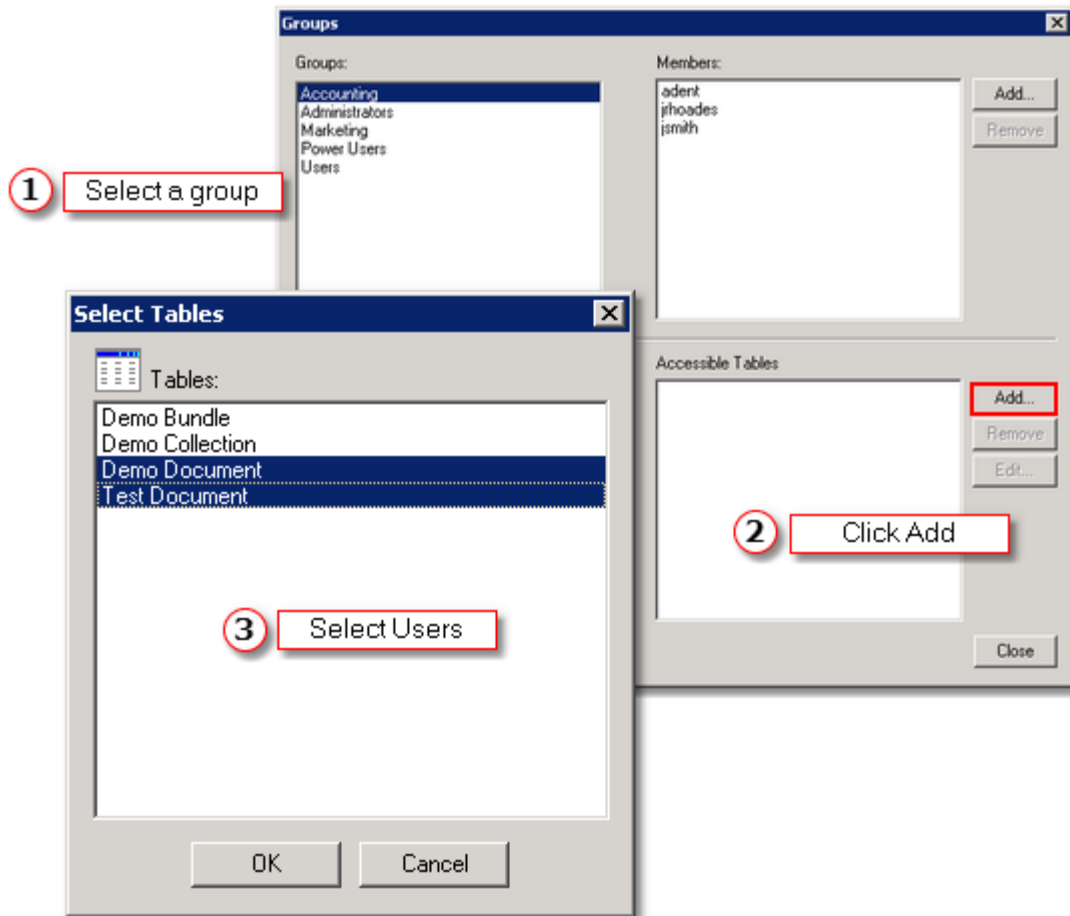 Groups
Groups:
Accounting
Administrators
Marketing
Power Users
Users
Members:
adent
jrhoades
jsmith
Add...
Remove
1 Select a group
Select Tables
Tables:
Demo Bundle
Demo Collection
Demo Document
Test Document
3 Select Users
OK
Cancel
Accessible Tables
Add...
Remove
Edit...
2 Click Add
Close